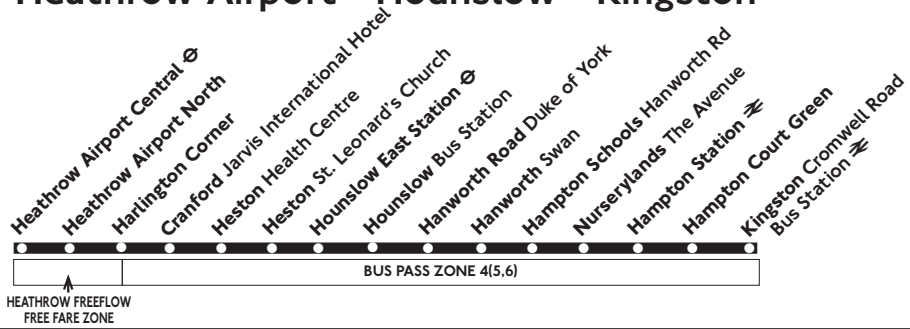 Heathrow Airport - Hounslow - Kingston
Heathrow Airport Central
Heathrow Airport North
Harlington Corner
Cranford Jarvis International Hotel
Heston Health Centre
Heston St. Leonard's Church
Hounslow East Station
Hounslow Bus Station
Hanworth Road Duke of York
Hanworth Swan
Hampton Schools Hanworth Rd
Nurserylands The Avenue
Hampton Station
Hampton Court Green
Kingston Cromwell Road
Bus Station
BUS PASS ZONE 4(5,6)
HEATHROW FREEFLOW
FREE FARE ZONE